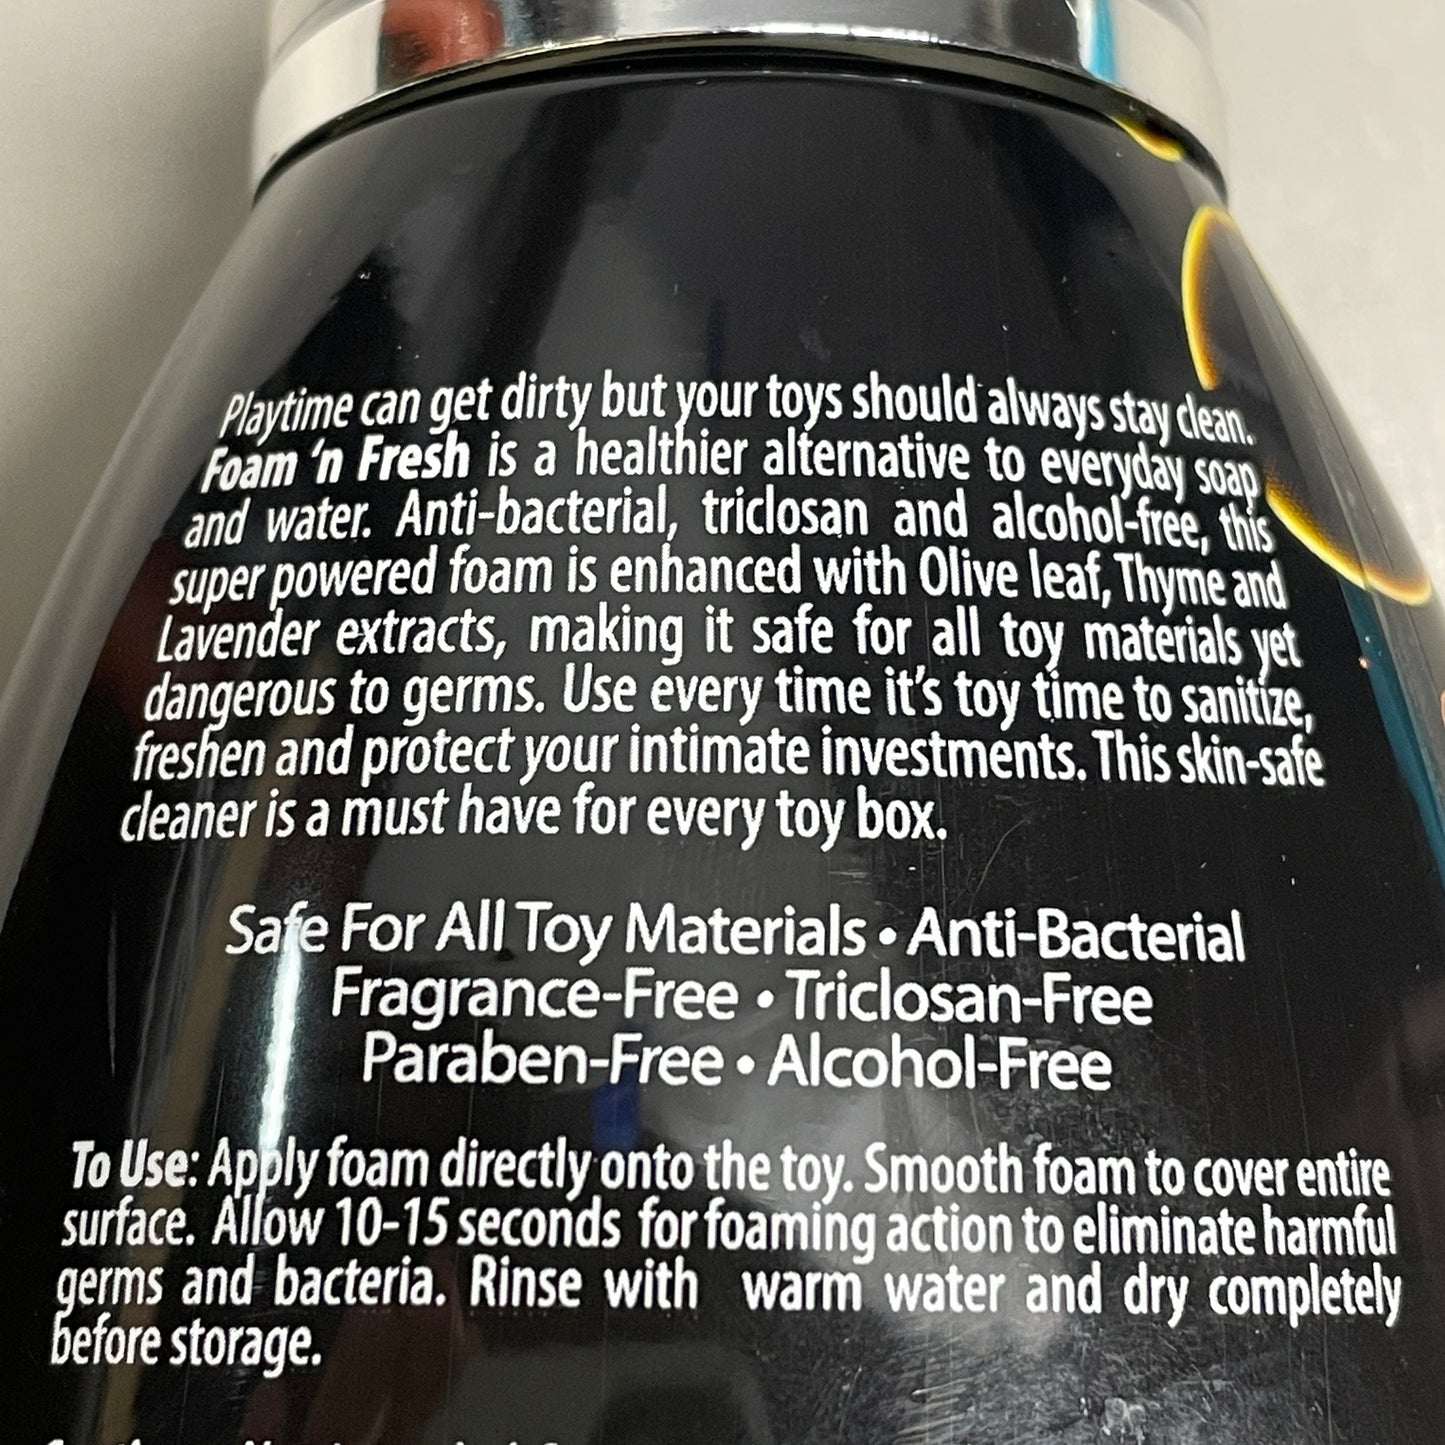 Playtime can get dirty but your toys should always stay clean.
Foam ‘n Fresh is a healthier alternative to everyday soap
and water. Anti-bacterial, triclosan and alcohol-free, this
super powered foam is enhanced with Olive leaf, Thyme and
Lavender extracts, making it safe for all toy materials yet
dangerous to germs. Use every time it’s toy time to sanitize,
freshen and protect your intimate investments. This skin-safe
cleaner is a must have for every toy box.
Safe For All Toy Materials • Anti-Bacterial
Fragrance-Free • Triclosan-Free
Paraben-Free • Alcohol-Free
To Use: Apply foam directly onto the toy. Smooth foam to cover entire
surface. Allow 10-15 seconds for foaming action to eliminate harmful
germs and bacteria. Rinse with warm water and dry completely
before storage.